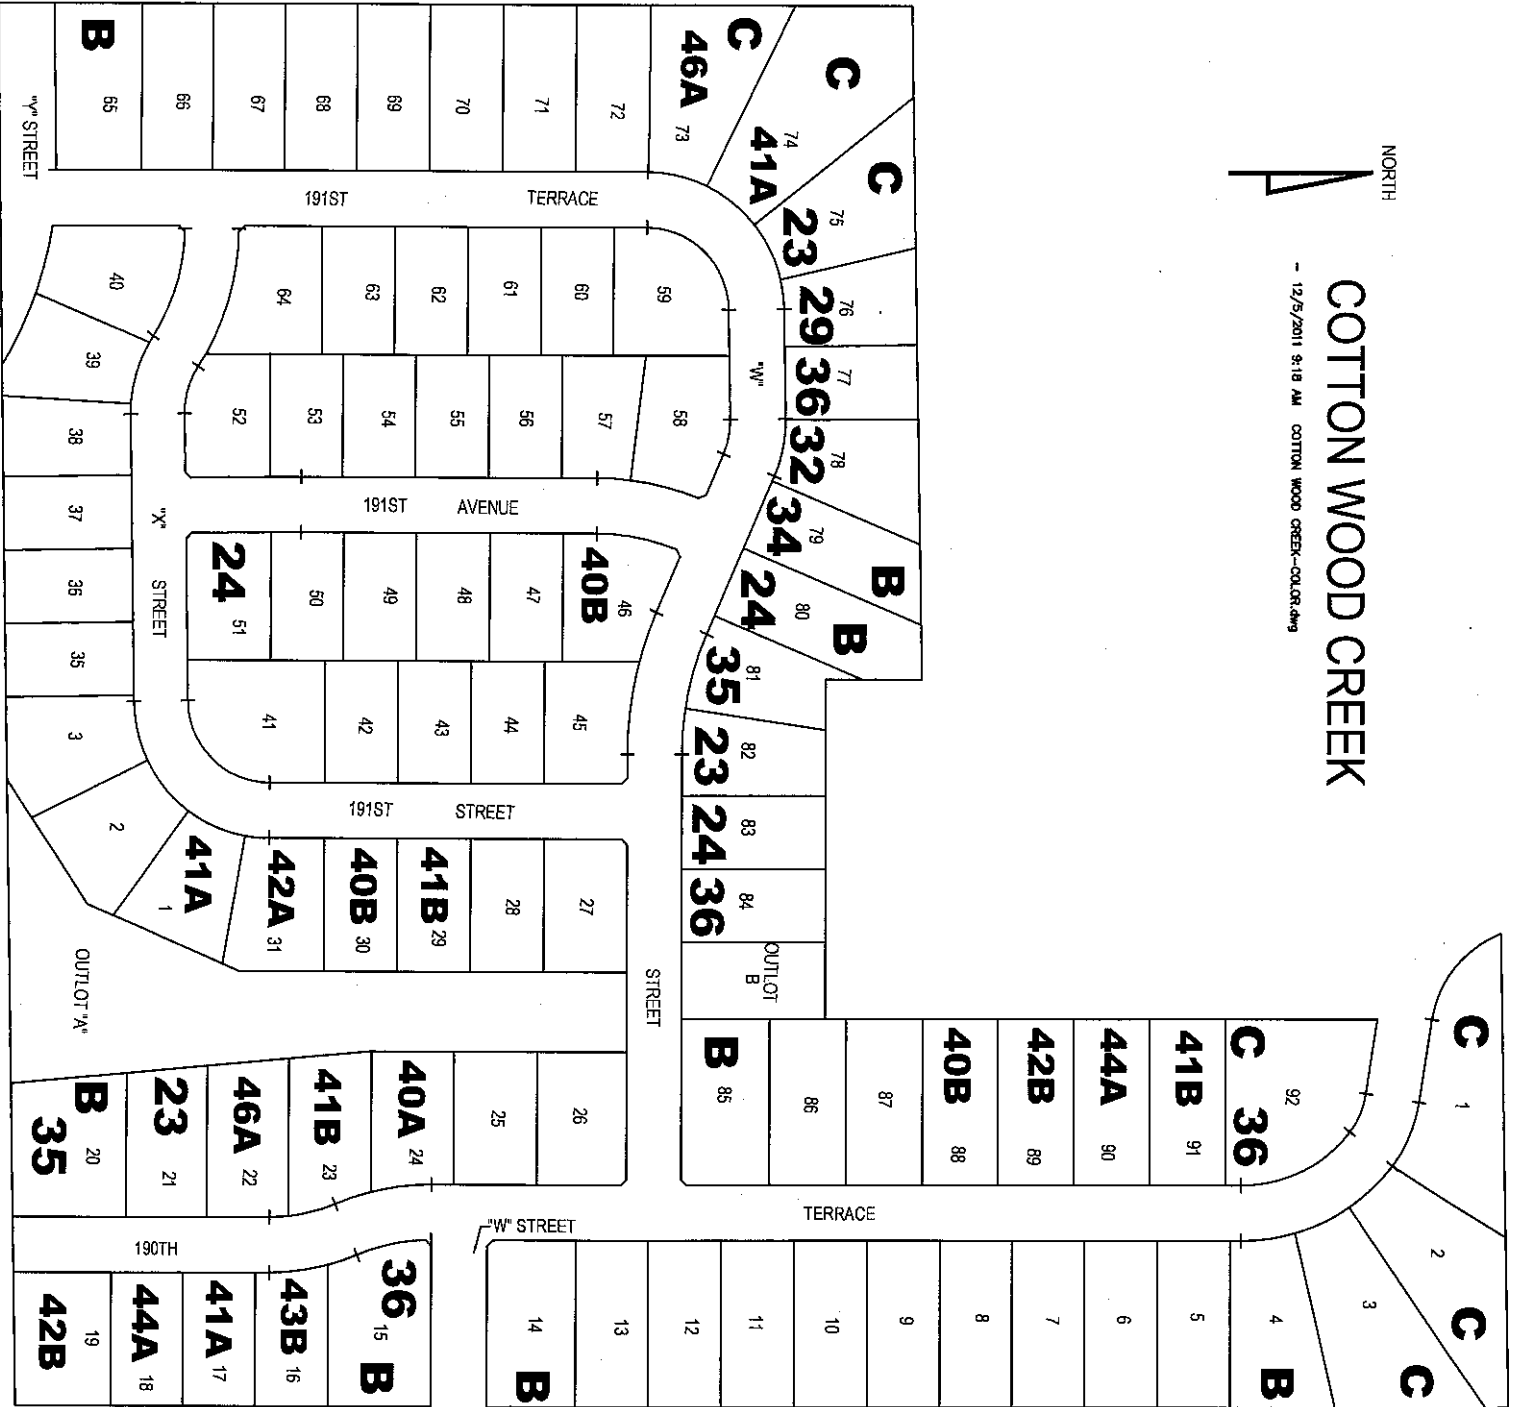 NORTH
COTTON WOOD CREEK
- 12/5/2011 9:18 AM COTTON WOOD CREEK-COLOR.dwg
B
65
66
67
68
69
70
71
72
C
46A
73
C
74
41A
C
75
23
76
29
77
36
78
32
79
34
B
80
24
B
81
35
82
23
83
24
84
36
OUTLOT
B
"Y" STREET
191ST TERRACE
40
39
38
37
36
35
3
2
41A
1
64
63
62
61
60
59
52
53
54
55
56
57
58
"W"
191ST AVENUE
"X" STREET
24
51
50
49
48
47
40B
46
41
42
43
44
45
191ST STREET
42A
31
40B
30
41B
29
28
27
STREET
OUTLOT "A"
B
20
35
23
21
46A
22
41B
23
40A
24
25
26
B
85
86
87
40B
88
42B
89
44A
90
41B
91
C
92
36
C
1
2
C
3
C
4
B
190TH
TERRACE
"W" STREET
42B
19
44A
18
41A
17
43B
16
36
15
B
14
B
13
12
11
10
9
8
7
6
5